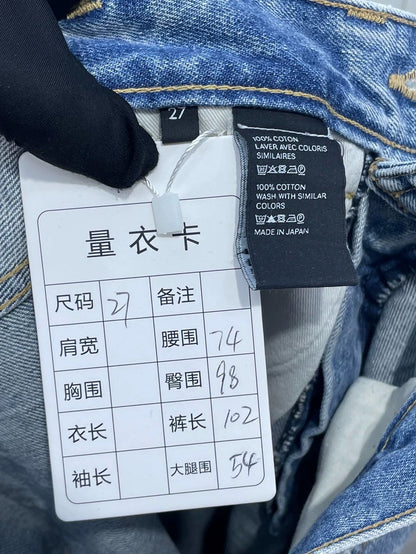 27
100% COTTON
LAVER AVEC COLORIS
SIMILAIRES
100% COTTON
WASH WITH SIMILAR
COLORS
MADE IN JAPAN
量衣卡
尺码 27 备注
肩宽 腰围 74
胸围 臀围 98
衣长 裤长 102
袖长 大腿围 54